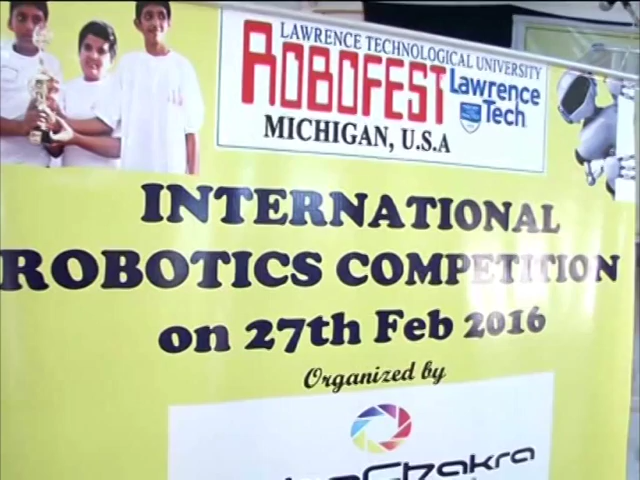 LAWRENCE TECHNOLOGICAL UNIVERSITY
ROBOFEST
Lawrence
Tech
MICHIGAN, U.S.A
INTERNATIONAL
ROBOTICS COMPETITION
on 27th Feb 2016
Organized by